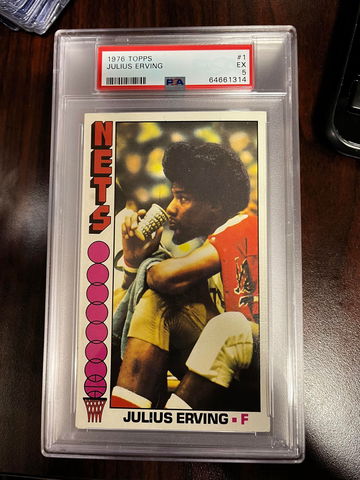 1976 TOPPS #1
JULIUS ERVING EX
5
PSA 64661314
NETS
JULIUS ERVING • F